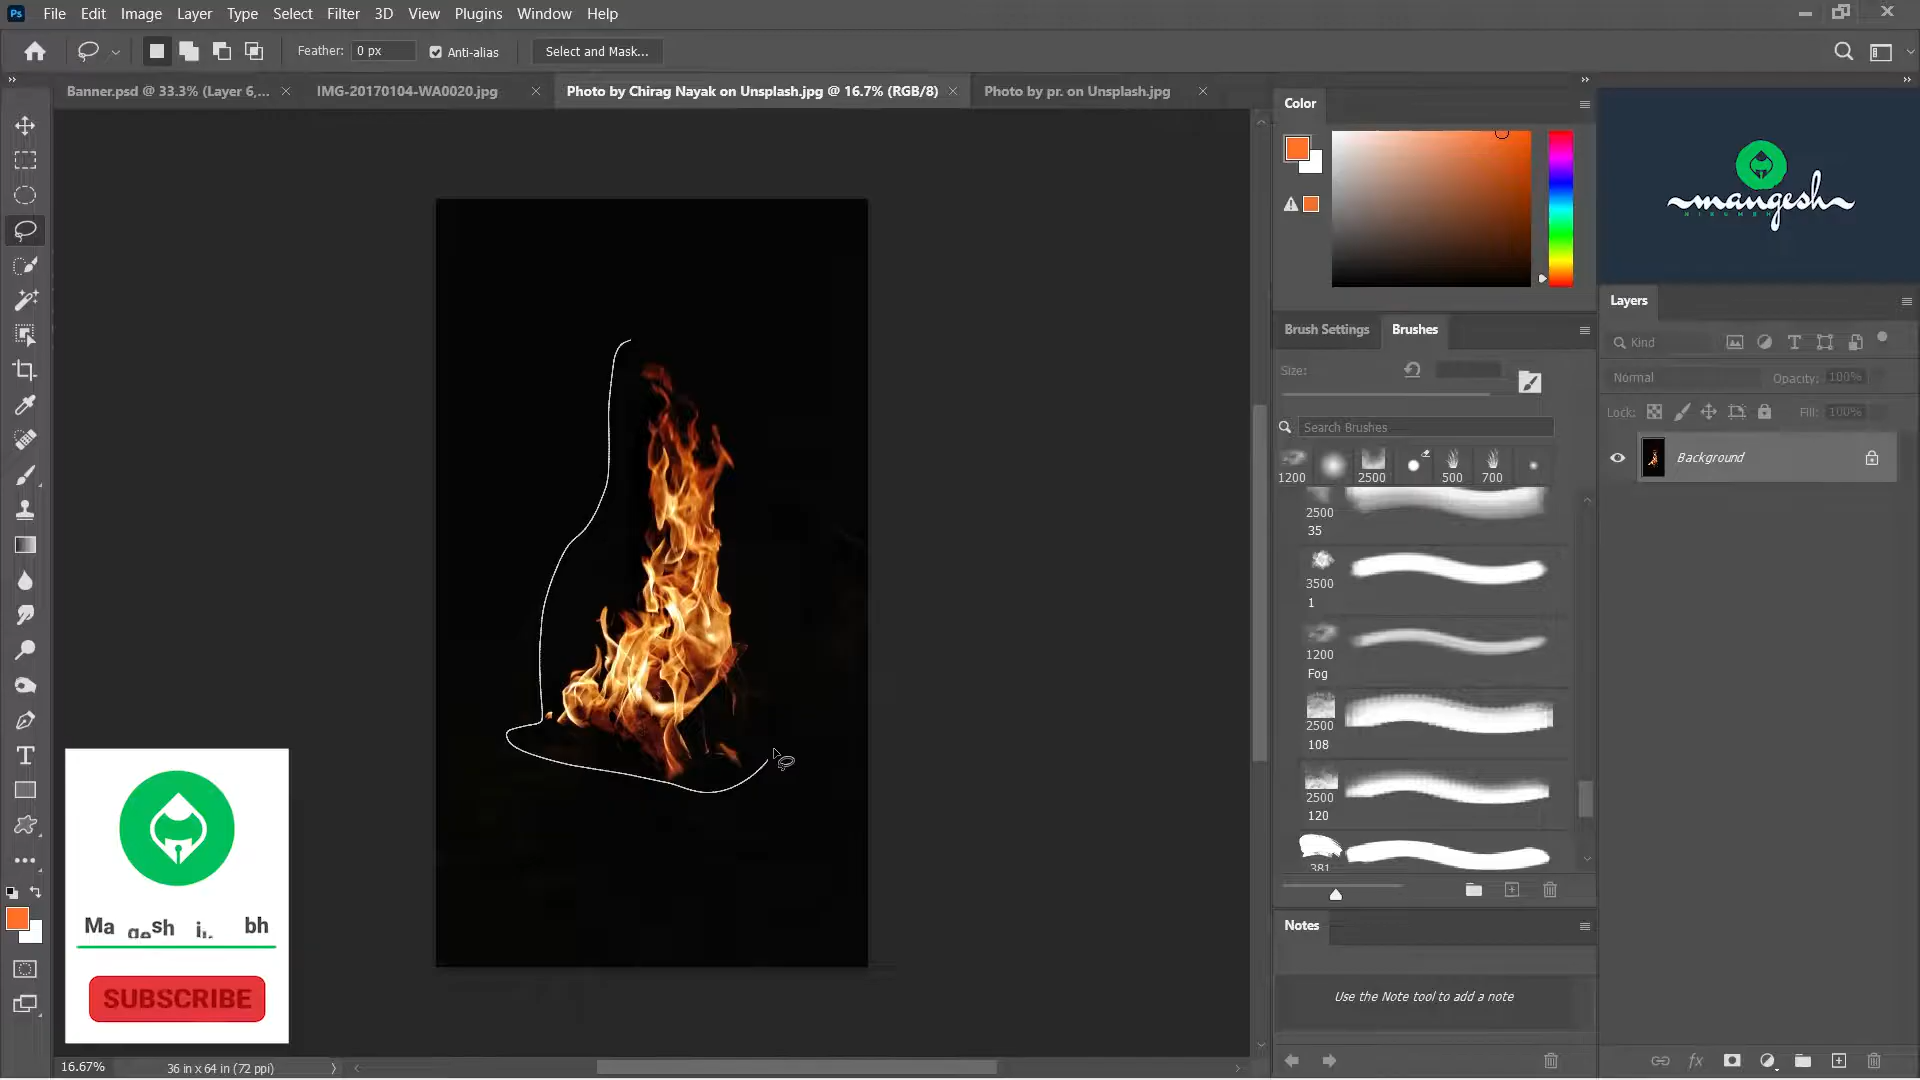 Ps File Edit Image Layer Type Select Filter 3D View Plugins Window Help
Feather: 0 px Anti-alias Select and Mask...
Banner.psd @ 33.3% (Layer 6,... IMG-20170104-WA0020.jpg Photo by Chirag Nayak on Unsplash.jpg @ 16.7% (RGB/8) Photo by pr. on Unsplash.jpg
Color
mangesh
Layers
Brush Settings Brushes
Kind
Size:
Normal Opacity: 100%
Lock: Fill: 100%
Search Brushes
Background
1200 2500 500 700
2500
35
3500
1
1200
Fog
2500
108
2500
120
381
Notes
Use the Note tool to add a note
SUBSCRIBE
16.67% 36 in x 64 in (72 ppi)